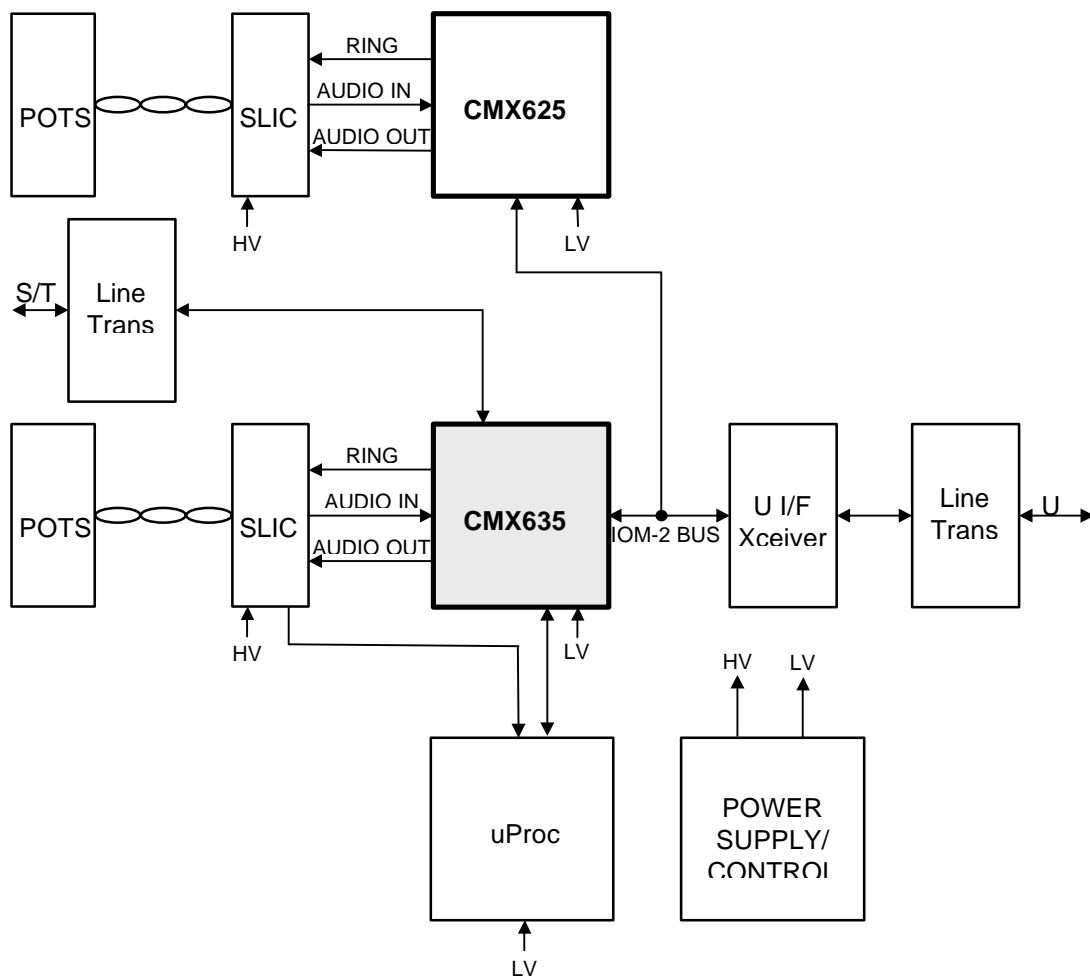 RING
AUDIO IN
AUDIO OUT
POTS
SLIC
CMX625
HV
LV
S/T
Line
Trans
RING
AUDIO IN
AUDIO OUT
POTS
SLIC
CMX635
IOM-2 BUS
U I/F
Xceiver
Line
Trans
U
HV
LV
HV
LV
uProc
POWER
SUPPLY/
CONTROL
LV